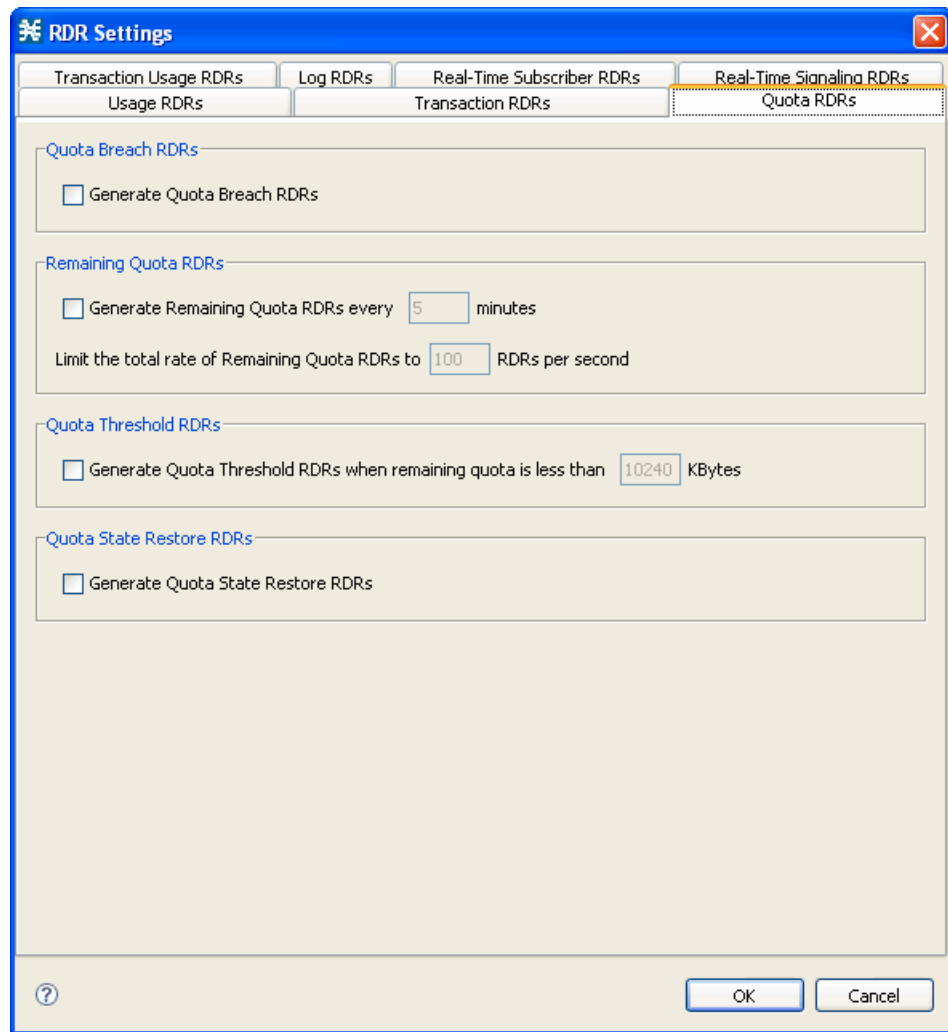 RDR Settings
Transaction Usage RDRs
Log RDRs
Real-Time Subscriber RDRs
Real-Time Signaling RDRs
Usage RDRs
Transaction RDRs
Quota RDRs
Quota Breach RDRs
Generate Quota Breach RDRs
Remaining Quota RDRs
Generate Remaining Quota RDRs every 5 minutes
Limit the total rate of Remaining Quota RDRs to 100 RDRs per second
Quota Threshold RDRs
Generate Quota Threshold RDRs when remaining quota is less than 10240 KBytes
Quota State Restore RDRs
Generate Quota State Restore RDRs
?
OK
Cancel